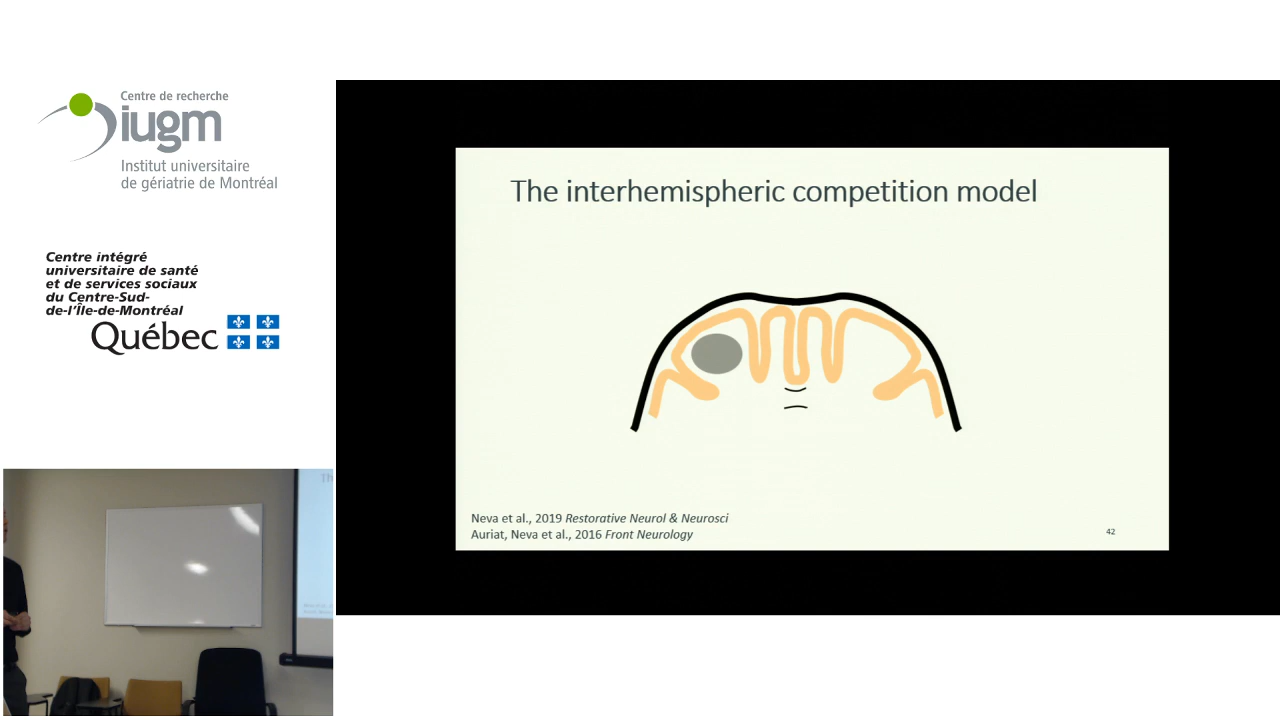 Centre de recherche
iugm
Institut universitaire
de gériatrie de Montréal
Centre intégré
universitaire de santé
et de services sociaux
du Centre-Sud-
de-l'Île-de-Montréal
Québec
The interhemispheric competition model
Neva et al., 2019 Restorative Neurol & Neurosci
Auriat, Neva et al., 2016 Front Neurology
42